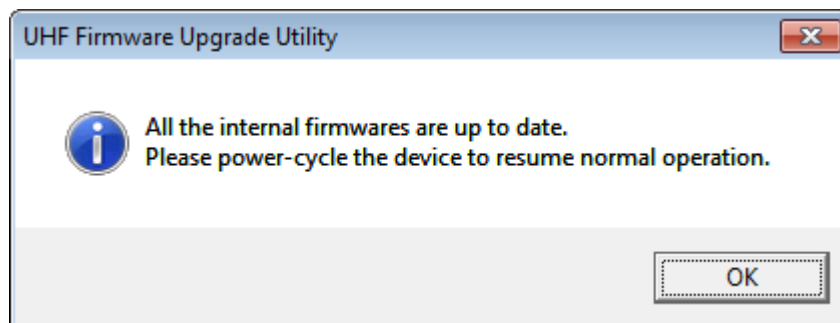 UHF Firmware Upgrade Utility
All the internal firmwares are up to date.
Please power-cycle the device to resume normal operation.
OK